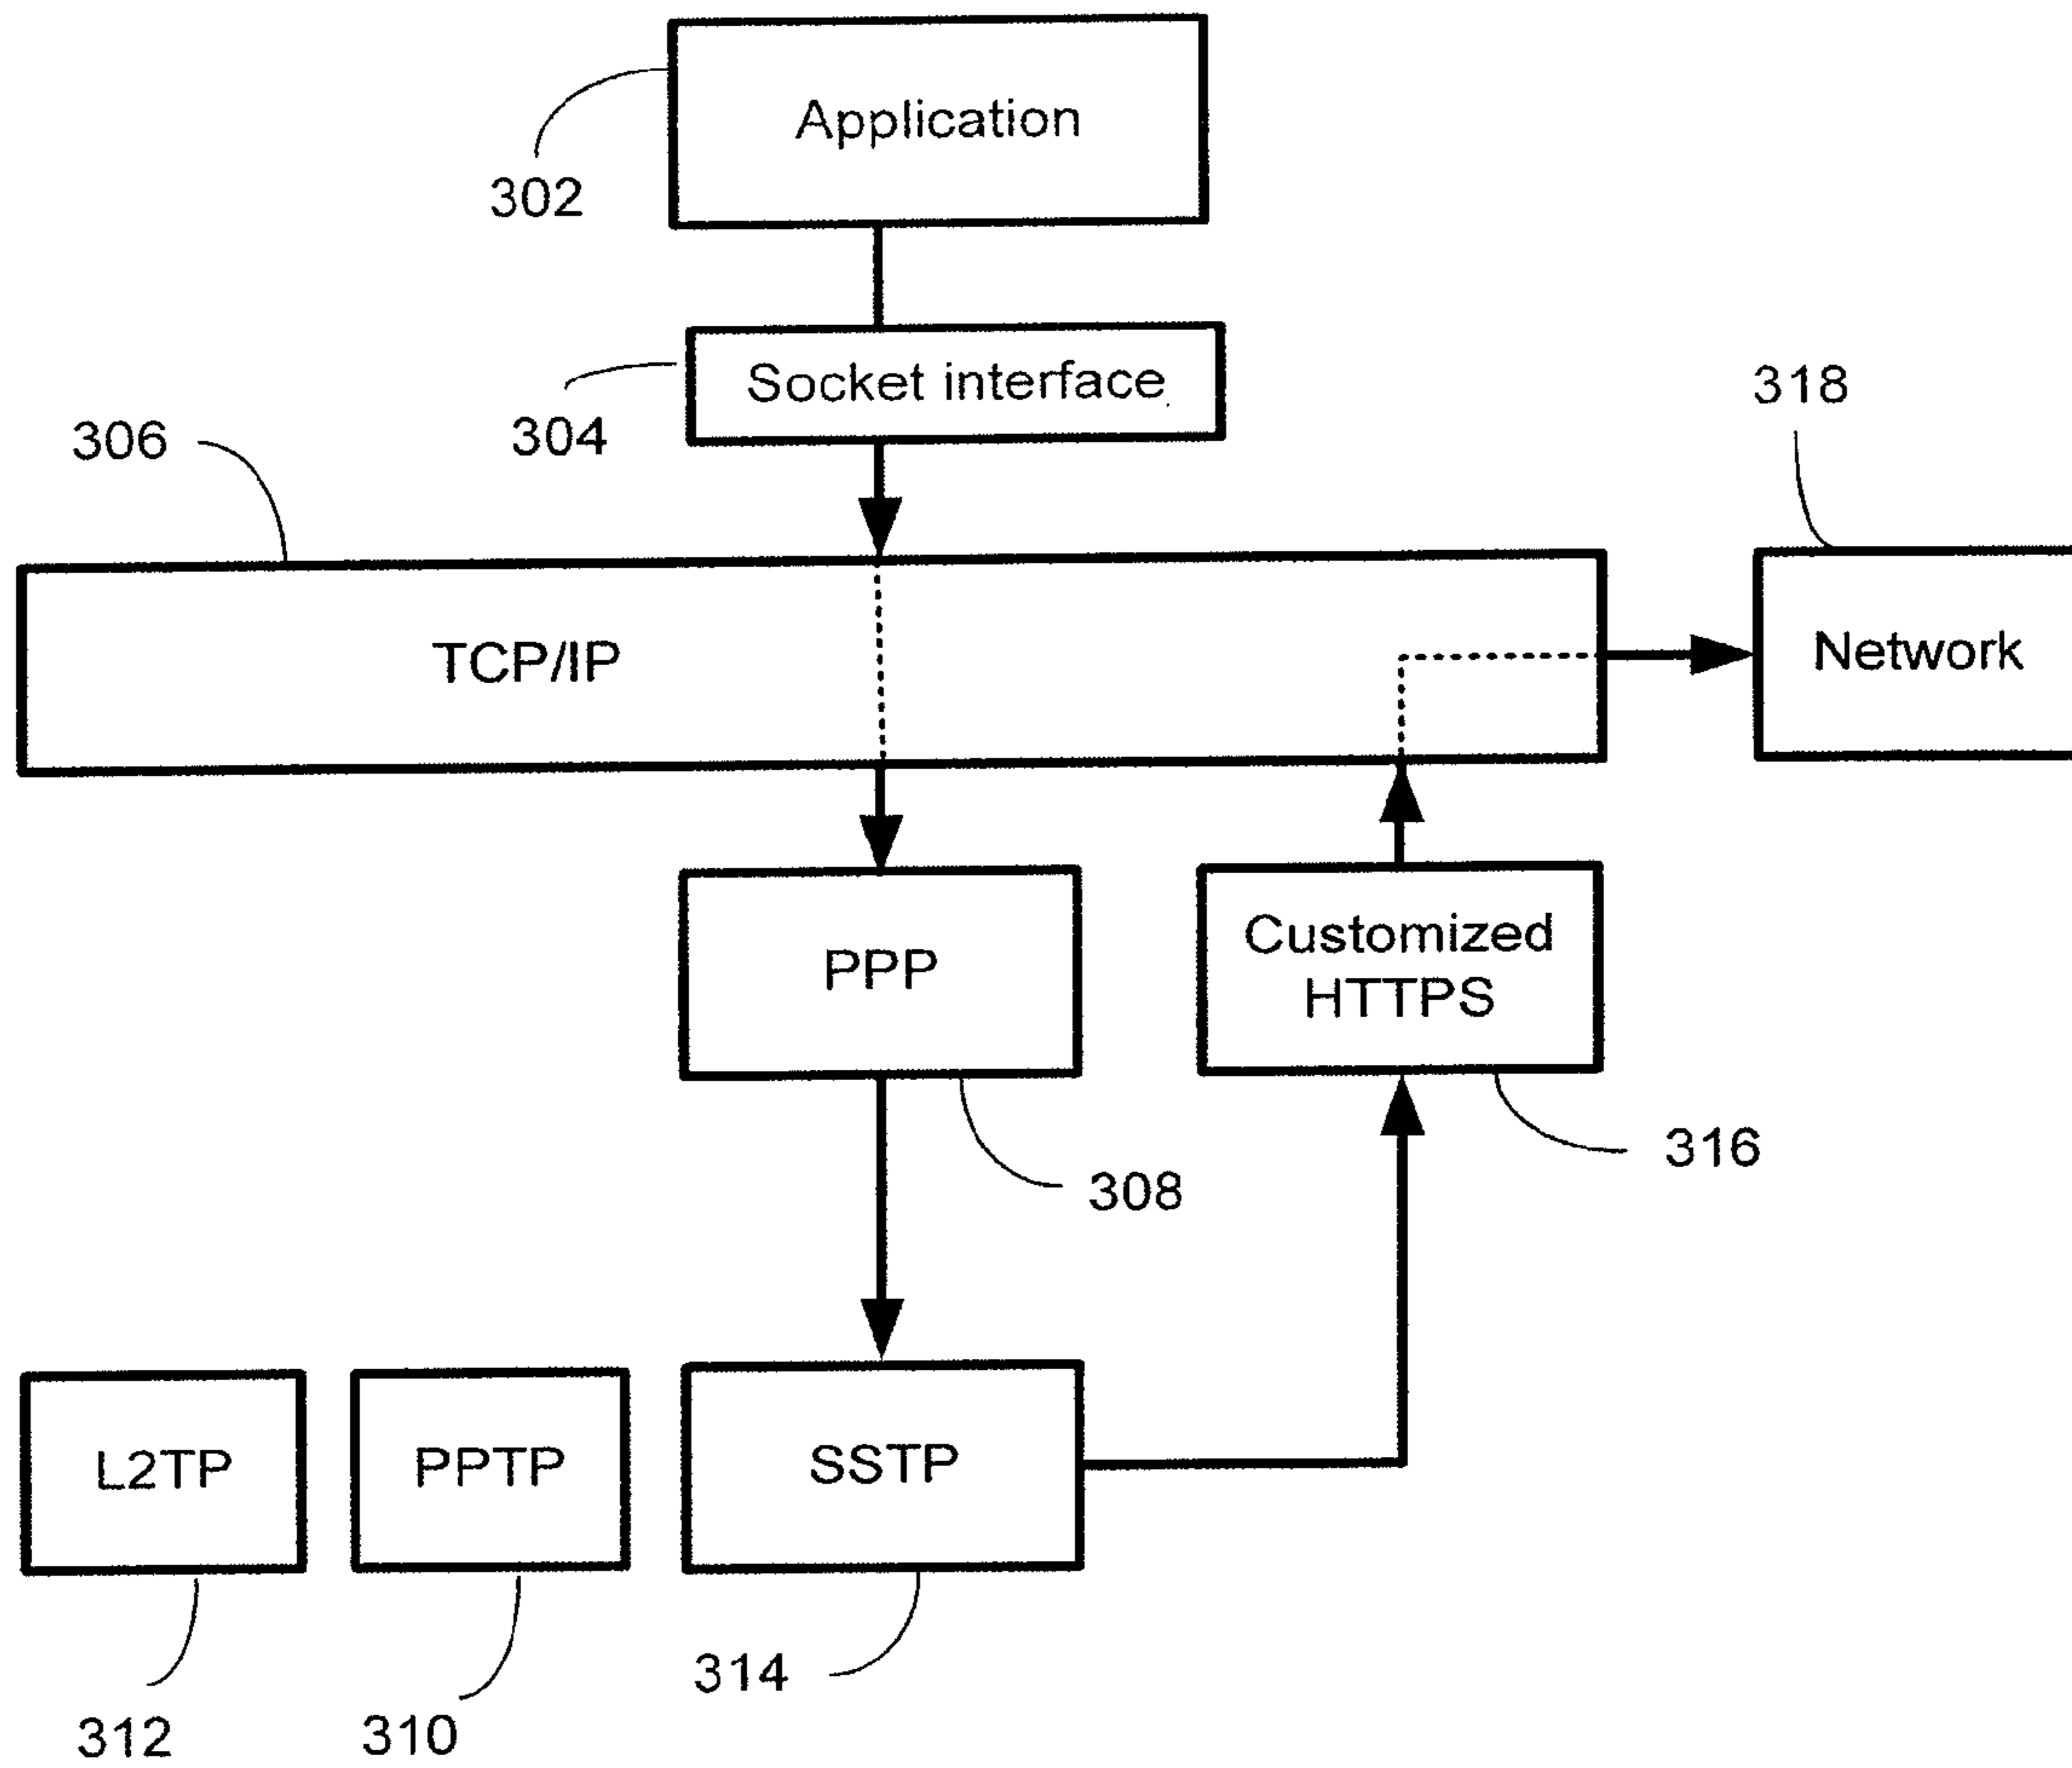 Application
302
Socket interface
304
318
306
TCP/IP
Network
PPP
Customized
HTTPS
316
308
L2TP
PPTP
SSTP
314
312
310